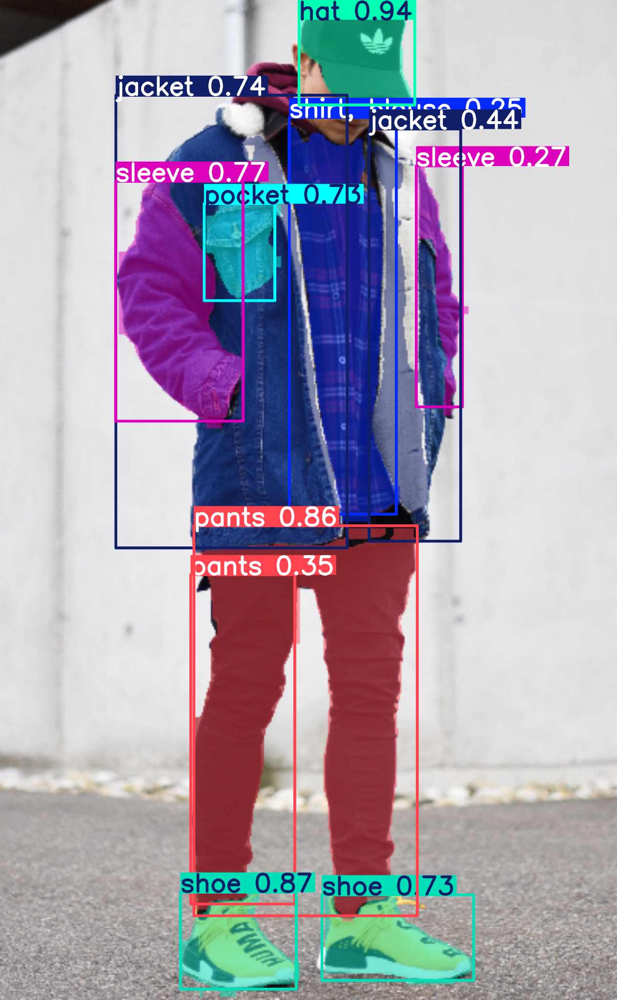 hat 0.94
jacket 0.74
shirt, blouse 0.25
jacket 0.44
sleeve 0.27
sleeve 0.77
pocket 0.73
pants 0.86
pants 0.35
shoe 0.87
shoe 0.73
HUMA